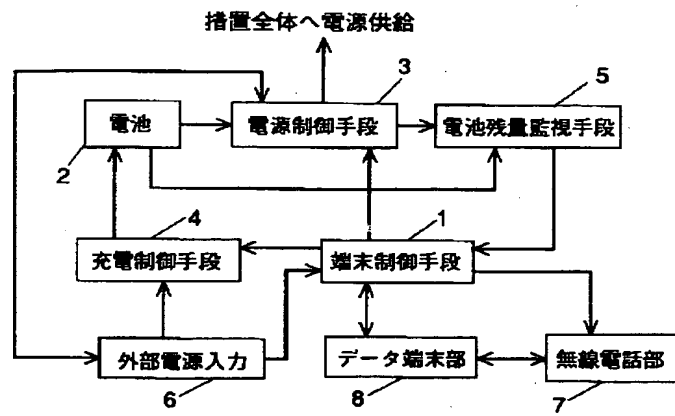 措置全体へ電源供給
3
5
電池
電源制御手段
電池残量監視手段
2
4
1
充電制御手段
端末制御手段
外部電源入力
データ端末部
無線電話部
6
8
7